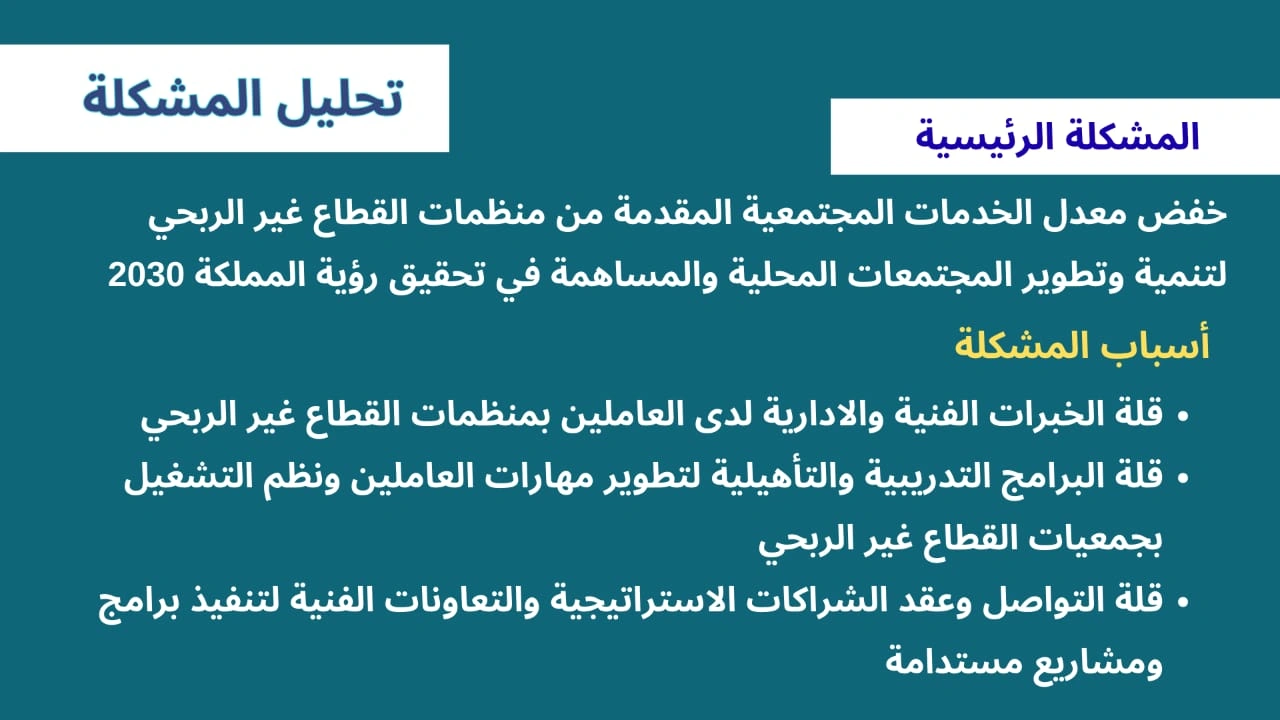 تحليل المشكلة
المشكلة الرئيسية
خفض معدل الخدمات المجتمعية المقدمة من منظمات القطاع غير الربحي
لتنمية وتطوير المجتمعات المحلية والمساهمة في تحقيق رؤية المملكة 2030
أسباب المشكلة
• قلة الخبرات الفنية والادارية لدى العاملين بمنظمات القطاع غير الربحي
• قلة البرامج التدريبية والتأهيلية لتطوير مهارات العاملين ونظم التشغيل
بجمعيات القطاع غير الربحي
• قلة التواصل وعقد الشراكات الاستراتيجية والتعاونات الفنية لتنفيذ برامج
ومشاريع مستدامة